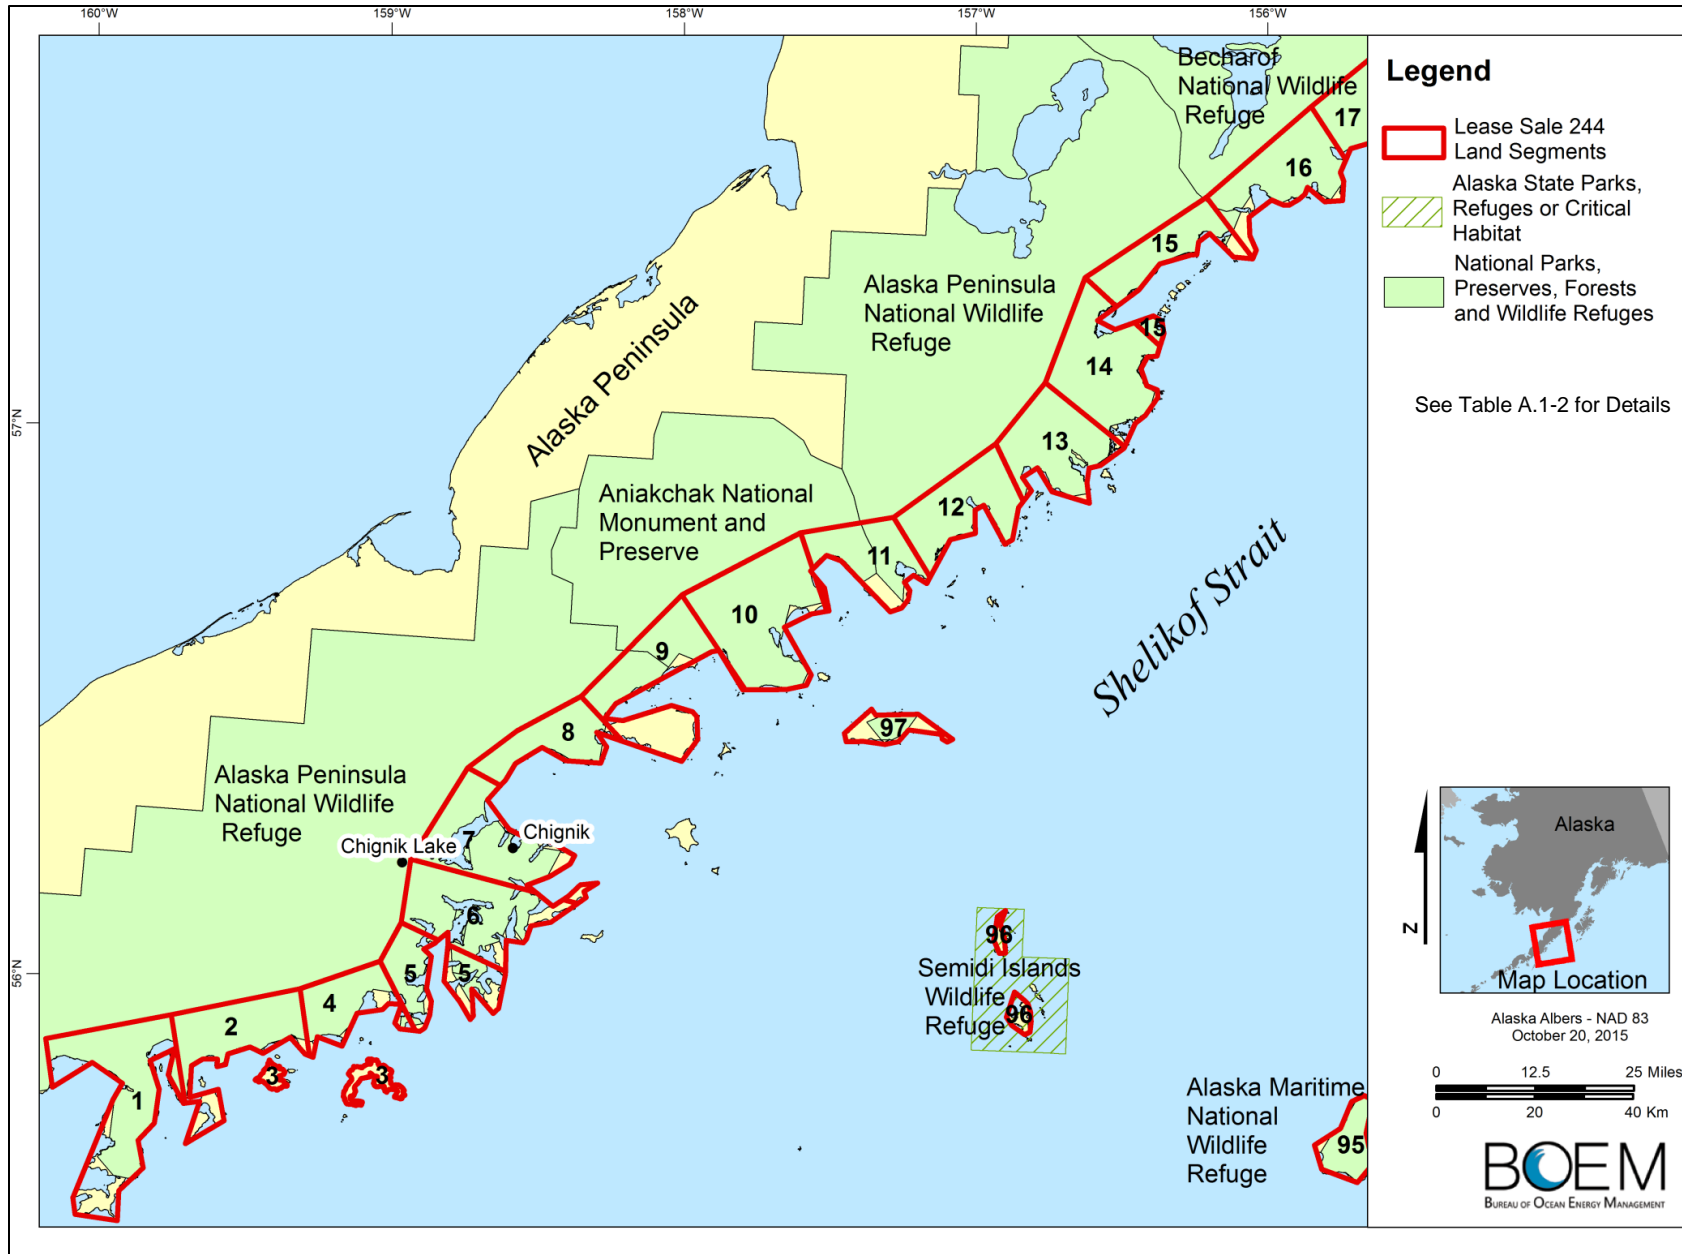 160°W
159°W
158°W
157°W
156°W
57°N
56°N
Becharof
National Wildlife
Refuge
17
16
15
15
14
13
12
11
10
9
8
7
6
5
5
4
3
3
2
1
97
96
96
95
Alaska Peninsula
National Wildlife
Refuge
Alaska Peninsula
Aniakchak National
Monument and
Preserve
Shelikof Strait
Alaska Peninsula
National Wildlife
Refuge
Chignik Lake
Chignik
Semidi Islands
Wildlife
Refuge
Alaska Maritime
National
Wildlife
Refuge
Legend
Lease Sale 244
Land Segments
Alaska State Parks,
Refuges or Critical
Habitat
National Parks,
Preserves, Forests
and Wildlife Refuges
See Table A.1-2 for Details
N
Alaska
Map Location
Alaska Albers - NAD 83
October 20, 2015
0 12.5 25 Miles
0 20 40 Km
BOEM
BUREAU OF OCEAN ENERGY MANAGEMENT